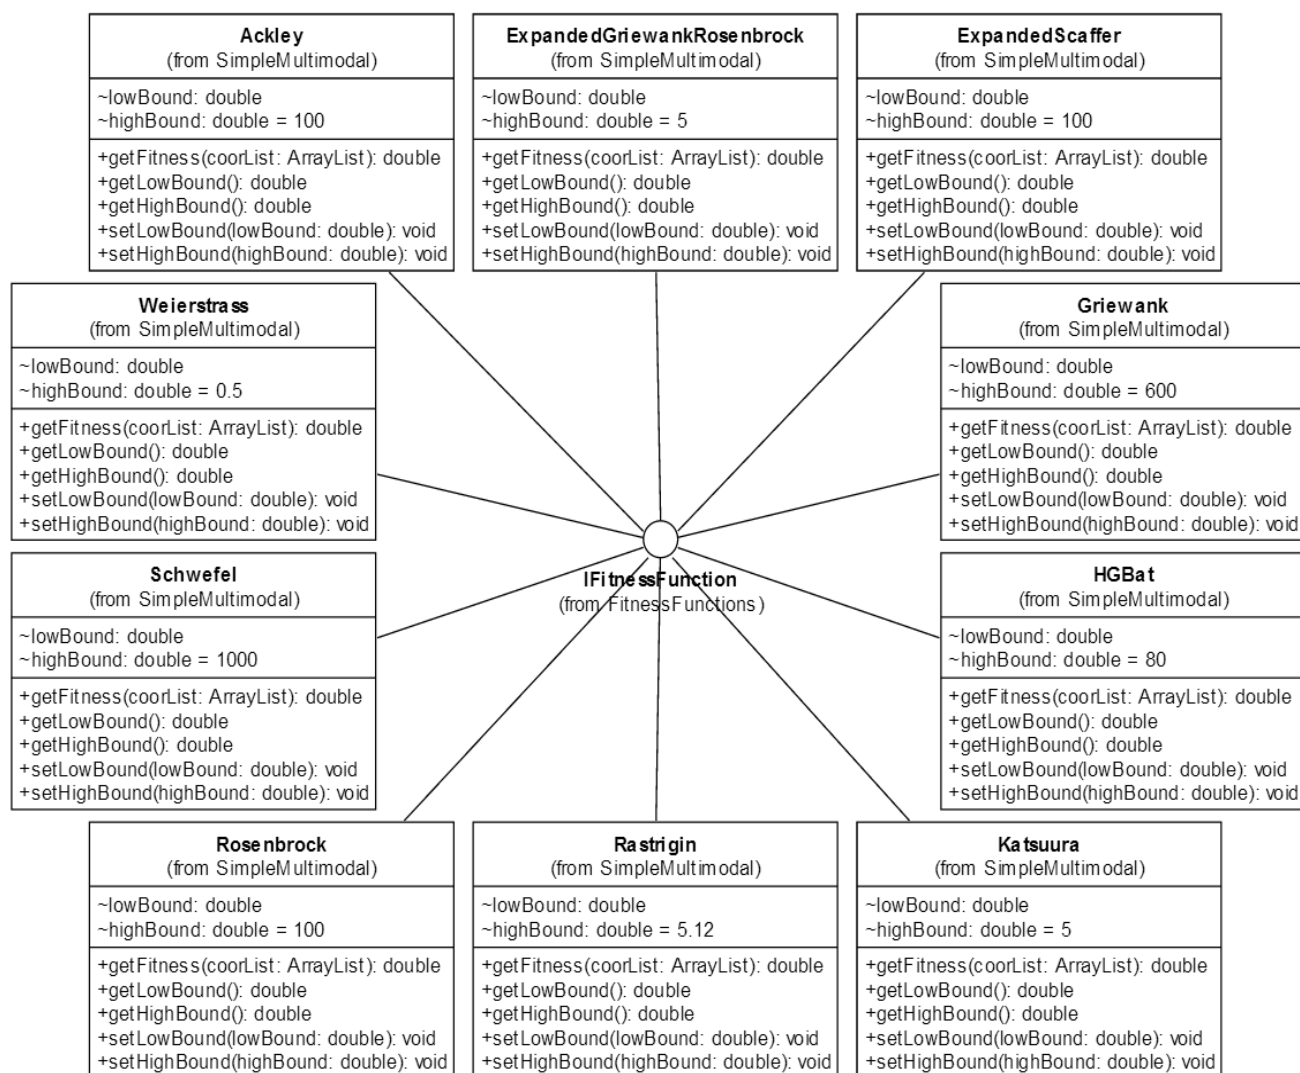 Ackley
(from SimpleMultimodal)
~lowBound: double
~highBound: double = 100
+getFitness(coorList: ArrayList): double
+getLowBound(): double
+getHighBound(): double
+setLowBound(lowBound: double): void
+setHighBound(highBound: double): void
ExpandedGriewankRosenbrock
(from SimpleMultimodal)
~lowBound: double
~highBound: double = 5
+getFitness(coorList: ArrayList): double
+getLowBound(): double
+getHighBound(): double
+setLowBound(lowBound: double): void
+setHighBound(highBound: double): void
ExpandedScaffer
(from SimpleMultimodal)
~lowBound: double
~highBound: double = 100
+getFitness(coorList: ArrayList): double
+getLowBound(): double
+getHighBound(): double
+setLowBound(lowBound: double): void
+setHighBound(highBound: double): void
Weierstrass
(from SimpleMultimodal)
~lowBound: double
~highBound: double = 0.5
+getFitness(coorList: ArrayList): double
+getLowBound(): double
+getHighBound(): double
+setLowBound(lowBound: double): void
+setHighBound(highBound: double): void
Griewank
(from SimpleMultimodal)
~lowBound: double
~highBound: double = 600
+getFitness(coorList: ArrayList): double
+getLowBound(): double
+getHighBound(): double
+setLowBound(lowBound: double): void
+setHighBound(highBound: double): void
IFitnessFunction
(from FitnessFunctions)
Schwefel
(from SimpleMultimodal)
~lowBound: double
~highBound: double = 1000
+getFitness(coorList: ArrayList): double
+getLowBound(): double
+getHighBound(): double
+setLowBound(lowBound: double): void
+setHighBound(highBound: double): void
HGBat
(from SimpleMultimodal)
~lowBound: double
~highBound: double = 80
+getFitness(coorList: ArrayList): double
+getLowBound(): double
+getHighBound(): double
+setLowBound(lowBound: double): void
+setHighBound(highBound: double): void
Rosenbrock
(from SimpleMultimodal)
~lowBound: double
~highBound: double = 100
+getFitness(coorList: ArrayList): double
+getLowBound(): double
+getHighBound(): double
+setLowBound(lowBound: double): void
+setHighBound(highBound: double): void
Rastrigin
(from SimpleMultimodal)
~lowBound: double
~highBound: double = 5.12
+getFitness(coorList: ArrayList): double
+getLowBound(): double
+getHighBound(): double
+setLowBound(lowBound: double): void
+setHighBound(highBound: double): void
Katsuura
(from SimpleMultimodal)
~lowBound: double
~highBound: double = 5
+getFitness(coorList: ArrayList): double
+getLowBound(): double
+getHighBound(): double
+setLowBound(lowBound: double): void
+setHighBound(highBound: double): void